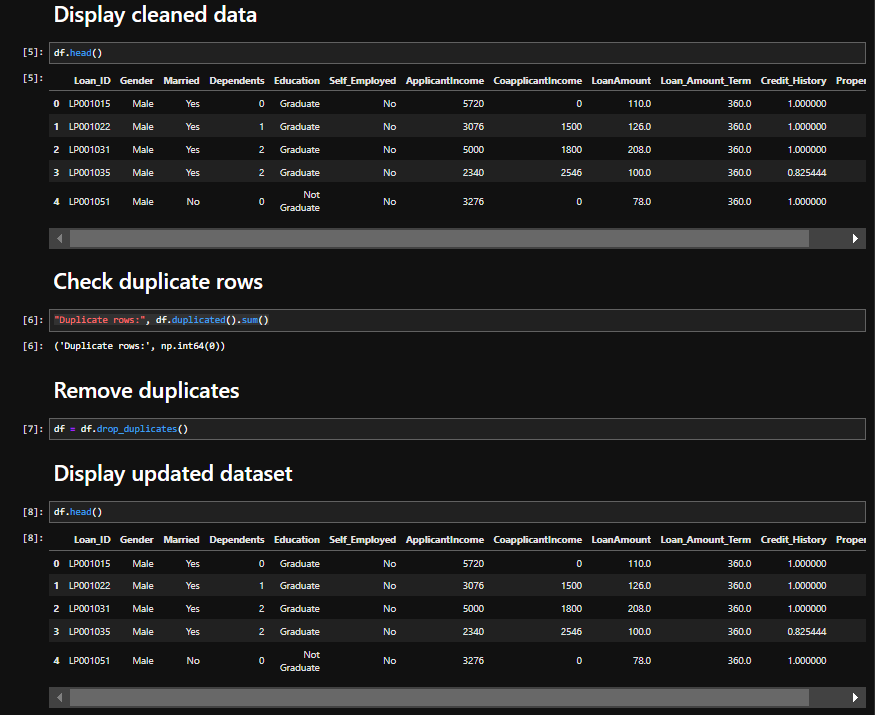 Display cleaned data
[5]: df.head()
[5]: Loan_ID Gender Married Dependents Education Self_Employed ApplicantIncome CoapplicantIncome LoanAmount Loan_Amount_Term Credit_History Proper
0 LP001015 Male Yes 0 Graduate No 5720 0 110.0 360.0 1.000000
1 LP001022 Male Yes 1 Graduate No 3076 1500 126.0 360.0 1.000000
2 LP001031 Male Yes 2 Graduate No 5000 1800 208.0 360.0 1.000000
3 LP001035 Male Yes 2 Graduate No 2340 2546 100.0 360.0 0.825444
4 LP001051 Male No 0 Not Graduate No 3276 0 78.0 360.0 1.000000
Check duplicate rows
[6]: "Duplicate rows:", df.duplicated().sum()
[6]: ('Duplicate rows:', np.int64(0))
Remove duplicates
[7]: df = df.drop_duplicates()
Display updated dataset
[8]: df.head()
[8]: Loan_ID Gender Married Dependents Education Self_Employed ApplicantIncome CoapplicantIncome LoanAmount Loan_Amount_Term Credit_History Proper
0 LP001015 Male Yes 0 Graduate No 5720 0 110.0 360.0 1.000000
1 LP001022 Male Yes 1 Graduate No 3076 1500 126.0 360.0 1.000000
2 LP001031 Male Yes 2 Graduate No 5000 1800 208.0 360.0 1.000000
3 LP001035 Male Yes 2 Graduate No 2340 2546 100.0 360.0 0.825444
4 LP001051 Male No 0 Not Graduate No 3276 0 78.0 360.0 1.000000